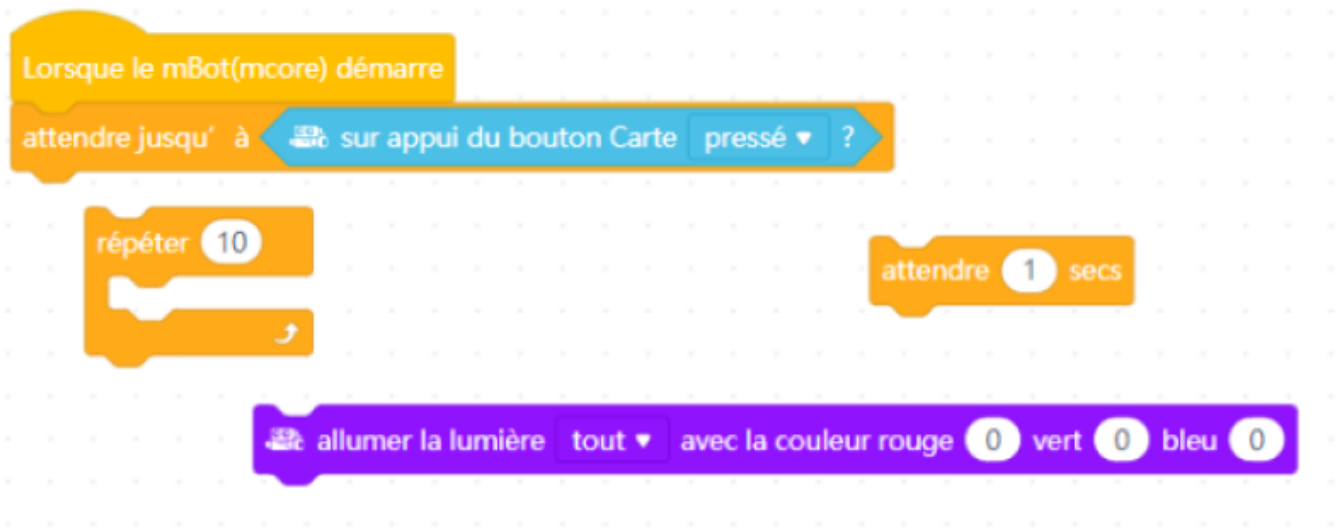 Lorsque le mBot(mcore) démarre
attendre jusqu' à sur appui du bouton Carte pressé ?
répéter 10
attendre 1 secs
allumer la lumière tout avec la couleur rouge 0 vert 0 bleu 0